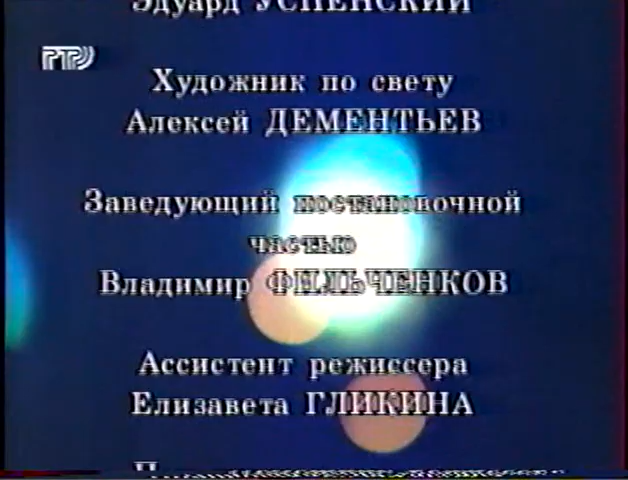 Эдуард УСПЕНСКИЙ
РТР
Художник по свету
Алексей ДЕМЕНТЬЕВ
Заведующий постановочной
частью
Владимир ФИЛЬЧЕНКОВ
Ассистент режиссера
Елизавета ГЛИКИНА